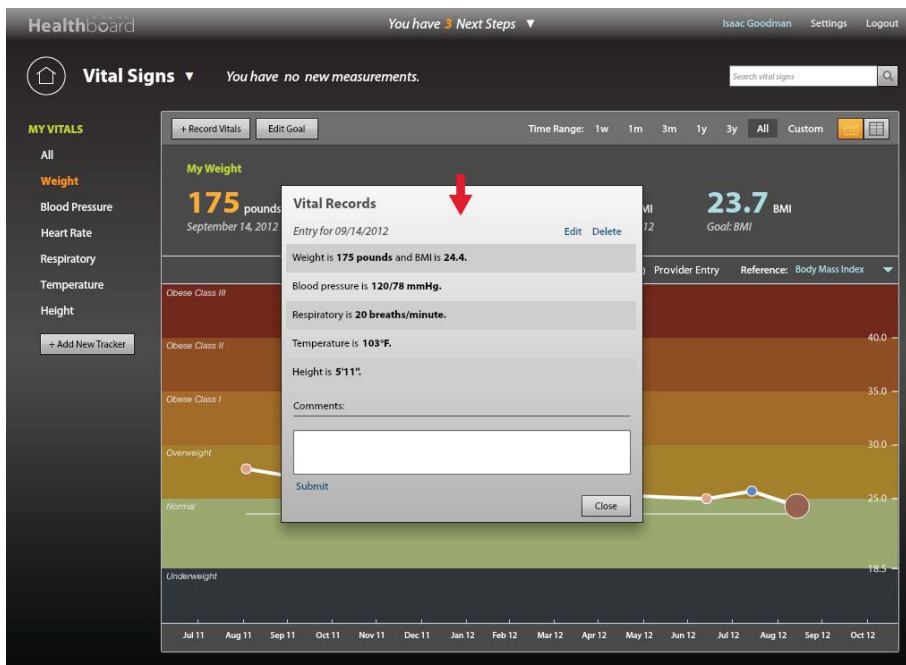 Healthboard
You have 3 Next Steps ▼
Isaac Goodman Settings Logout
Vital Signs ▼
You have no new measurements.
Search vital signs
MY VITALS
All
Weight
Blood Pressure
Heart Rate
Respiratory
Temperature
Height
+ Add New Tracker
+ Record Vitals Edit Goal
Time Range: 1w 1m 3m 1y 3y All Custom
My Weight
175 pounds
September 14, 2012
MI
12
23.7 BMI
Goal: BMI
) Provider Entry Reference: Body Mass Index
Vital Records
Entry for 09/14/2012 Edit Delete
Weight is 175 pounds and BMI is 24.4.
Blood pressure is 120/78 mmHg.
Respiratory is 20 breaths/minute.
Temperature is 103°F.
Height is 5'11".
Comments:
Submit
Close
Obese Class III
40.0
Obese Class II
35.0
Obese Class I
30.0
Overweight
25.0
Normal
18.5
Underweight
Jul 11 Aug 11 Sep 11 Oct 11 Nov 11 Dec 11 Jan 12 Feb 12 Mar 12 Apr 12 May 12 Jun 12 Jul 12 Aug 12 Sep 12 Oct 12